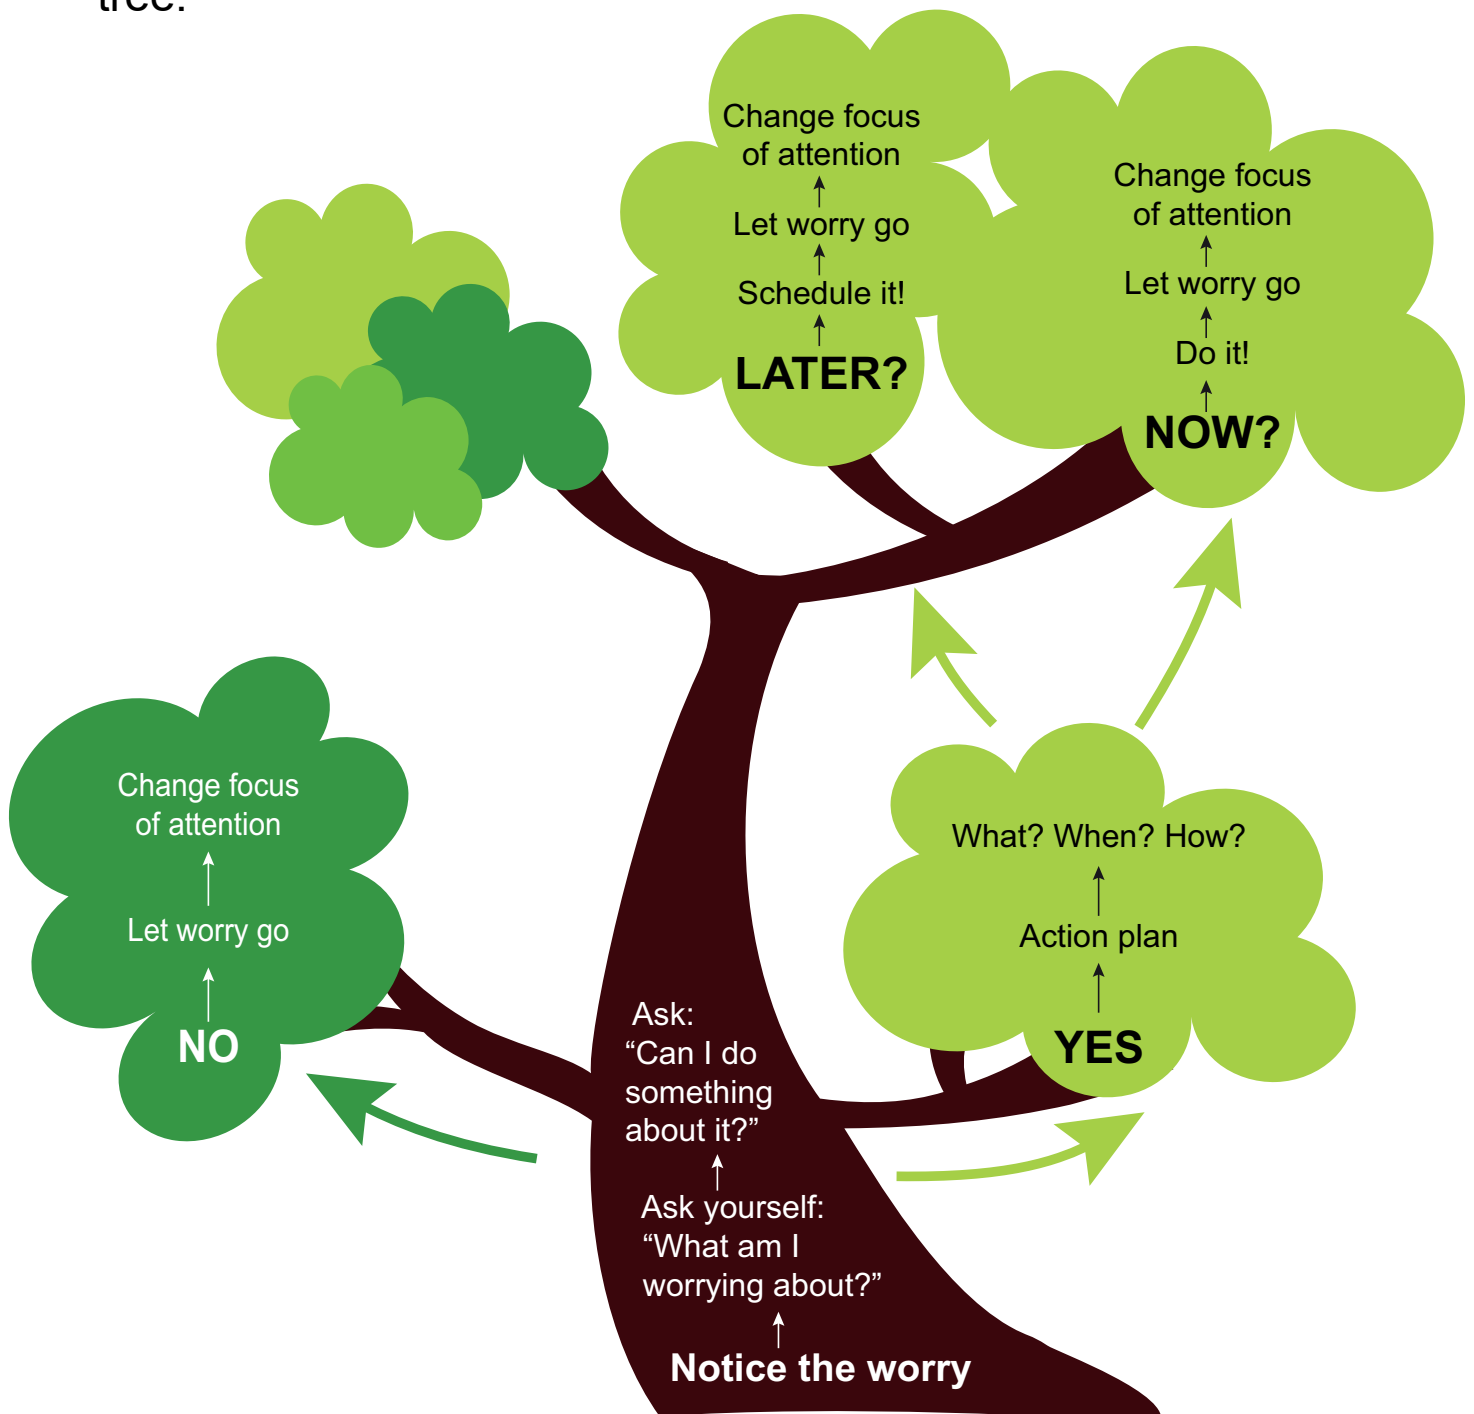 tree.
Change focus
of attention
Let worry go
Schedule it!
LATER?
Change focus
of attention
Let worry go
Do it!
NOW?
Change focus
of attention
Let worry go
NO
What? When? How?
Action plan
YES
Ask:
“Can I do
something
about it?”
Ask yourself:
“What am I
worrying about?”
Notice the worry